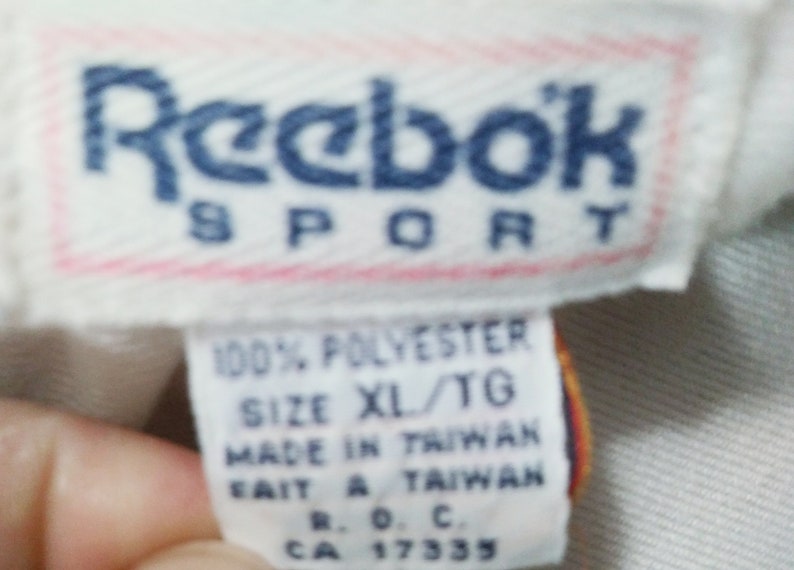 Reebok
SPORT
100% POLYESTER
SIZE XL/TG
MADE IN TAIWAN
FAIT A TAIWAN
R. O. C.
CA 17335